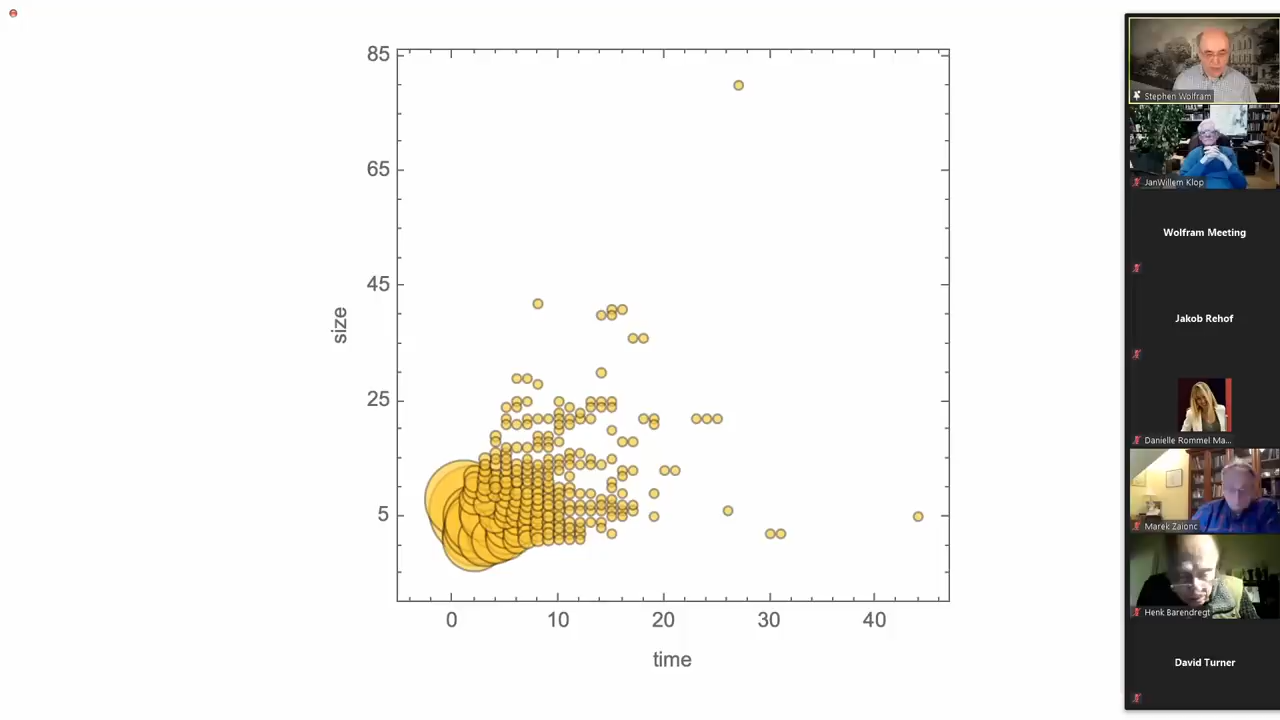 85
65
45
25
5
size
0 10 20 30 40
time
Stephen Wolfram
JanWillem Klop
Wolfram Meeting
Jakob Rehof
Danielle Rommel Ma...
Marek Zaionc
Henk Barendregt
David Turner